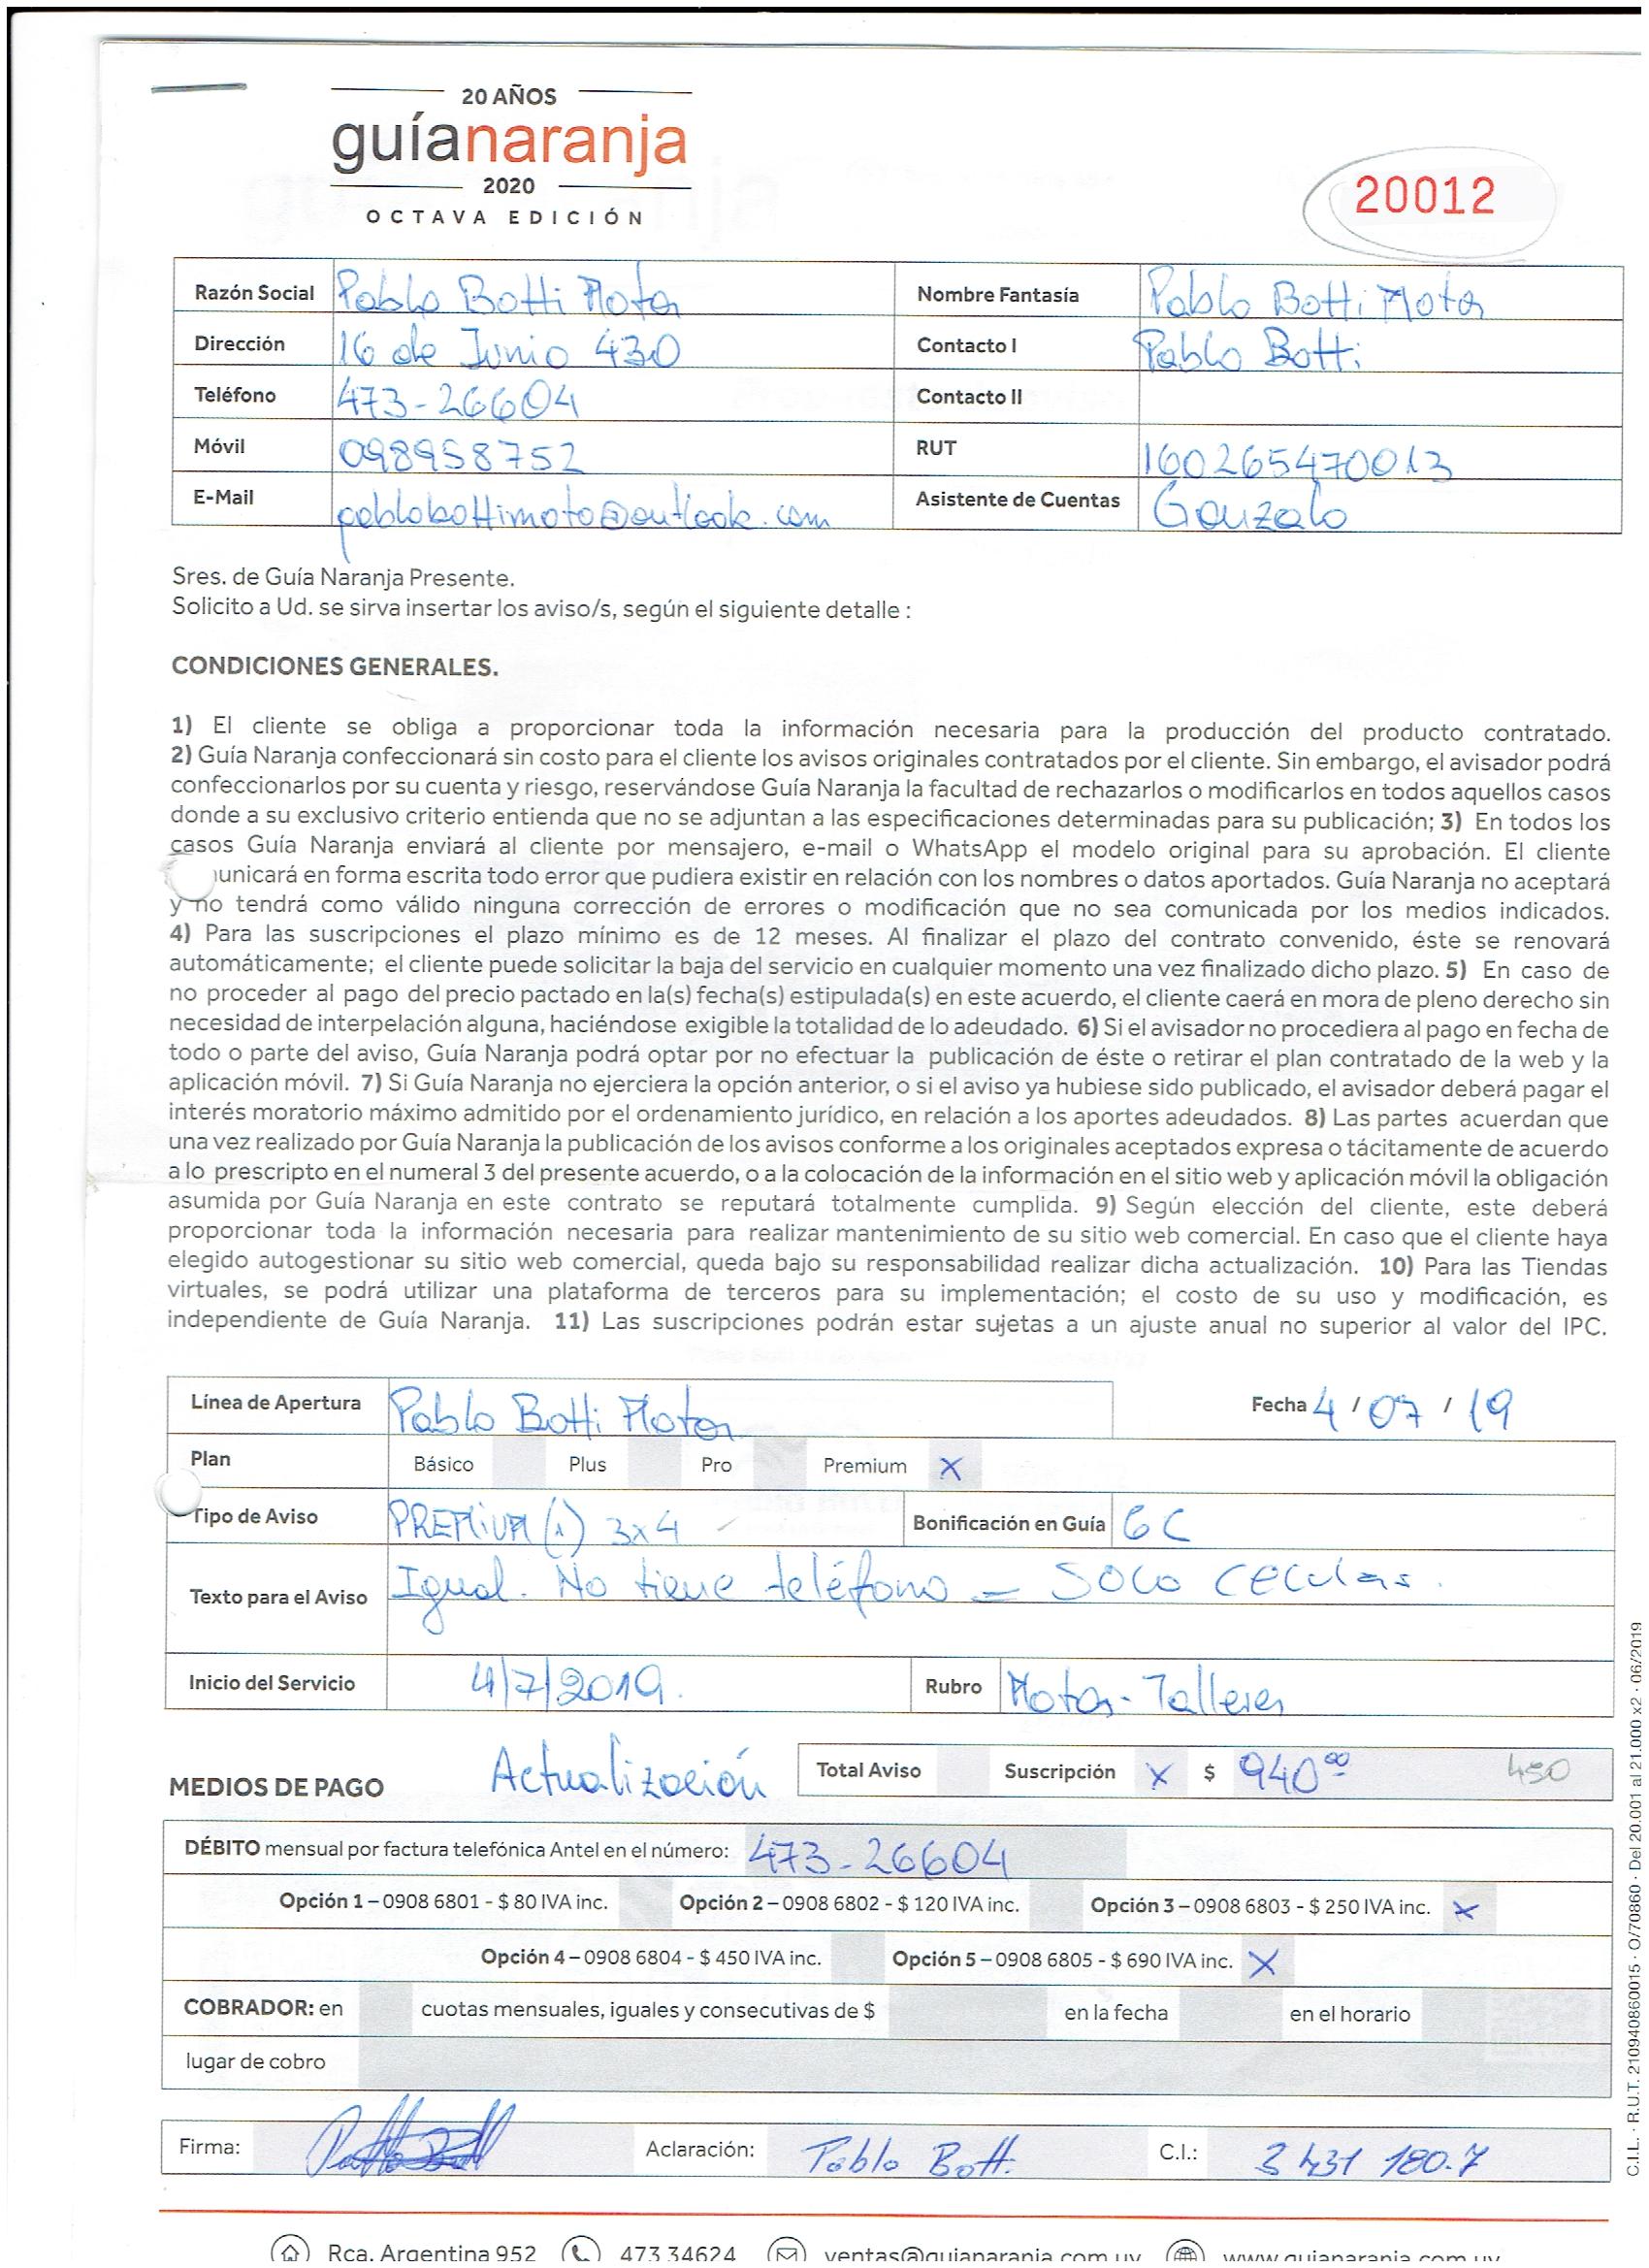 20 AÑOS
guíanaranja
2020
OCTAVA EDICIÓN
20012
Razón Social Pablo Botti Motos Nombre Fantasía Pablo Botti Motos
Dirección 16 de Junio 430 Contacto I Pablo Botti
Teléfono 473-26604 Contacto II
Móvil 098958752 RUT 160265470013
E-Mail pablobottimoto@outlook.com Asistente de Cuentas Gonzalo
Sres. de Guía Naranja Presente.
Solicito a Ud. se sirva insertar los aviso/s, según el siguiente detalle :
CONDICIONES GENERALES.
1) El cliente se obliga a proporcionar toda la información necesaria para la producción del producto contratado.
2) Guía Naranja confeccionará sin costo para el cliente los avisos originales contratados por el cliente. Sin embargo, el avisador podrá
confeccionarlos por su cuenta y riesgo, reservándose Guía Naranja la facultad de rechazarlos o modificarlos en todos aquellos casos
donde a su exclusivo criterio entienda que no se adjuntan a las especificaciones determinadas para su publicación; 3) En todos los
casos Guía Naranja enviará al cliente por mensajero, e-mail o WhatsApp el modelo original para su aprobación. El cliente
unicará en forma escrita todo error que pudiera existir en relación con los nombres o datos aportados. Guía Naranja no aceptará
y no tendrá como válido ninguna corrección de errores o modificación que no sea comunicada por los medios indicados.
4) Para las suscripciones el plazo mínimo es de 12 meses. Al finalizar el plazo del contrato convenido, éste se renovará
automáticamente; el cliente puede solicitar la baja del servicio en cualquier momento una vez finalizado dicho plazo. 5) En caso de
no proceder al pago del precio pactado en la(s) fecha(s) estipulada(s) en este acuerdo, el cliente caerá en mora de pleno derecho sin
necesidad de interpelación alguna, haciéndose exigible la totalidad de lo adeudado. 6) Si el avisador no procediera al pago en fecha de
todo o parte del aviso, Guía Naranja podrá optar por no efectuar la publicación de éste o retirar el plan contratado de la web y la
aplicación móvil. 7) Si Guía Naranja no ejerciera la opción anterior, o si el aviso ya hubiese sido publicado, el avisador deberá pagar el
interés moratorio máximo admitido por el ordenamiento jurídico, en relación a los aportes adeudados. 8) Las partes acuerdan que
una vez realizado por Guía Naranja la publicación de los avisos conforme a los originales aceptados expresa o tácitamente de acuerdo
a lo prescripto en el numeral 3 del presente acuerdo, o a la colocación de la información en el sitio web y aplicación móvil la obligación
asumida por Guía Naranja en este contrato se reputará totalmente cumplida. 9) Según elección del cliente, este deberá
proporcionar toda la información necesaria para realizar mantenimiento de su sitio web comercial. En caso que el cliente haya
elegido autogestionar su sitio web comercial, queda bajo su responsabilidad realizar dicha actualización. 10) Para las Tiendas
virtuales, se podrá utilizar una plataforma de terceros para su implementación; el costo de su uso y modificación, es
independiente de Guía Naranja. 11) Las suscripciones podrán estar sujetas a un ajuste anual no superior al valor del IPC.
Línea de Apertura Pablo Botti Motos Fecha 4 / 07 / 19
Plan Básico Plus Pro Premium X
Tipo de Aviso PREMIUM (1) 3x4 Bonificación en Guía 6C
Texto para el Aviso Igual. No tiene teléfono = SOLO CELULAR.
Inicio del Servicio 4/7/2019. Rubro Motos - Talleres
MEDIOS DE PAGO Actualización Total Aviso Suscripción X $ 940 00 450
DÉBITO mensual por factura telefónica Antel en el número: 473-26604
Opción 1 – 0908 6801 - $ 80 IVA inc. Opción 2 – 0908 6802 - $ 120 IVA inc. Opción 3 – 0908 6803 - $ 250 IVA inc. X
Opción 4 – 0908 6804 - $ 450 IVA inc. Opción 5 – 0908 6805 - $ 690 IVA inc. X
COBRADOR: en cuotas mensuales, iguales y consecutivas de $ en la fecha en el horario
lugar de cobro
Firma: Aclaración: Pablo Botti C.I.: 3 431 180-7
Rca. Argentina 952 473 34624 ventas@guianaranja.com.uy www.guianaranja.com.uy
C.I.L. · R.U.T. 210940860015 · O/70860 · Del 20.001 al 21.000 x2 · 06/2019